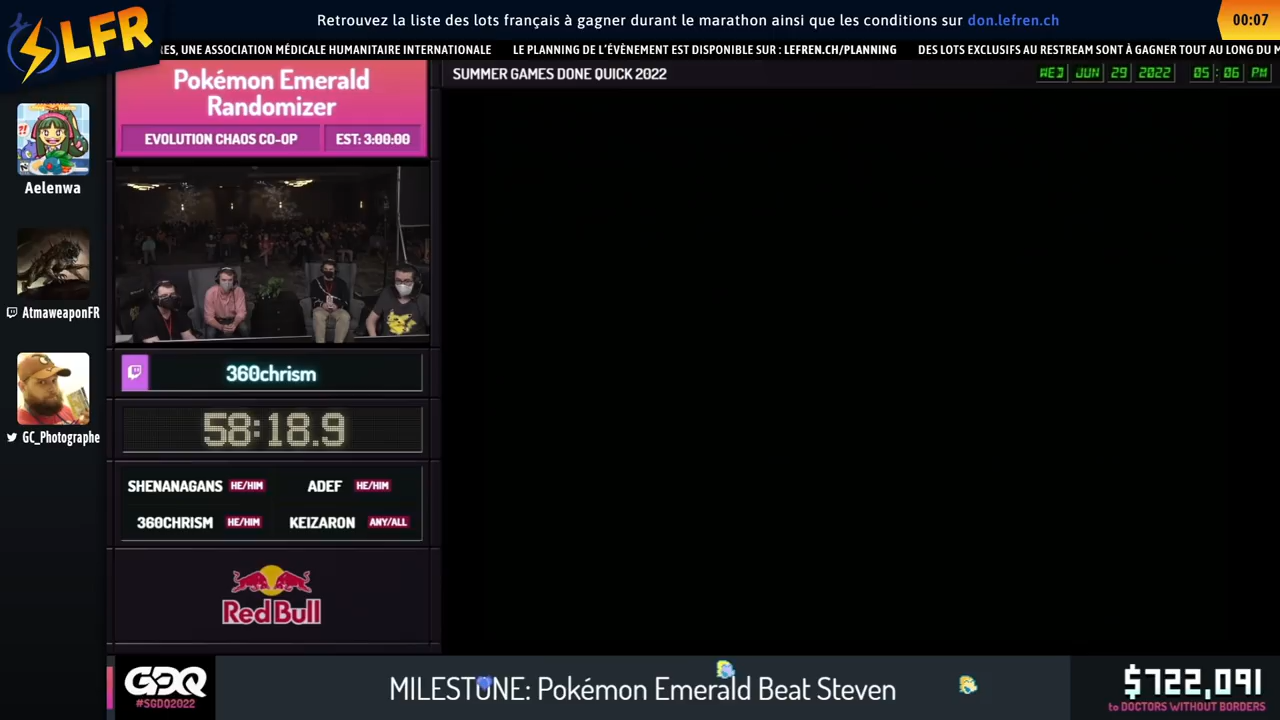 LFR
Retrouvez la liste des lots français à gagner durant le marathon ainsi que les conditions sur don.lefren.ch
00:07
RES, UNE ASSOCIATION MÉDICALE HUMANITAIRE INTERNATIONALE LE PLANNING DE L'ÉVÈNEMENT EST DISPONIBLE SUR : LEFREN.CH/PLANNING DES LOTS EXCLUSIFS AU RESTREAM SONT À GAGNER TOUT AU LONG DU M
Pokémon Emerald
Randomizer
EVOLUTION CHAOS CO-OP EST: 3:00:00
SUMMER GAMES DONE QUICK 2022
WED JUN 29 2022 05:06 PM
Aelenwa
AtmaweaponFR
GC_Photographe
360chrism
58:18.9
SHENANAGANS HE/HIM ADEF HE/HIM
360CHRISM HE/HIM KEIZARON ANY/ALL
Red Bull
GDQ
#SGDQ2022
MILESTONE: Pokémon Emerald Beat Steven
$722,091
to DOCTORS WITHOUT BORDERS